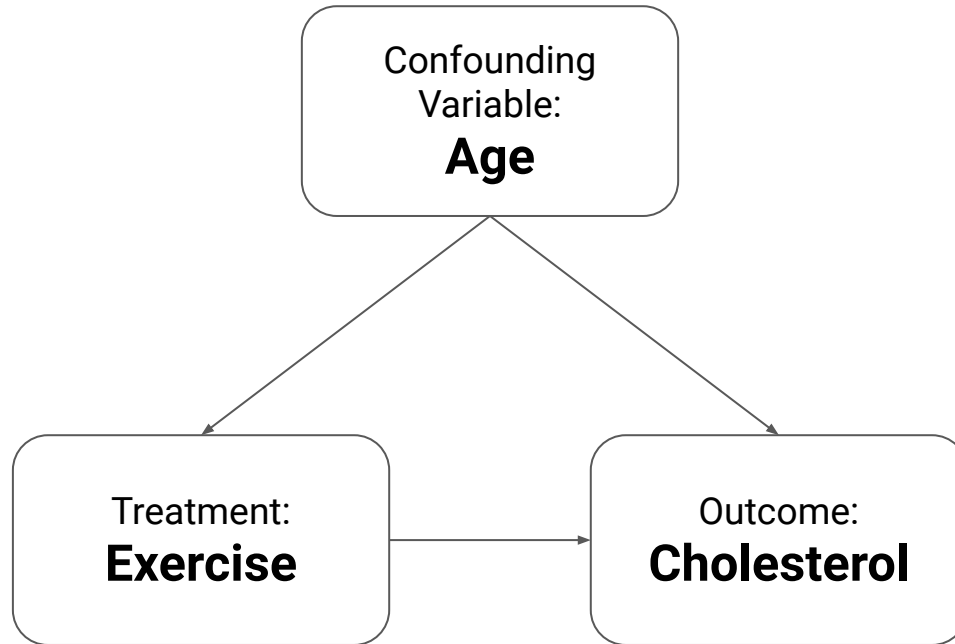 Confounding
Variable:
Age
Treatment:
Exercise
Outcome:
Cholesterol